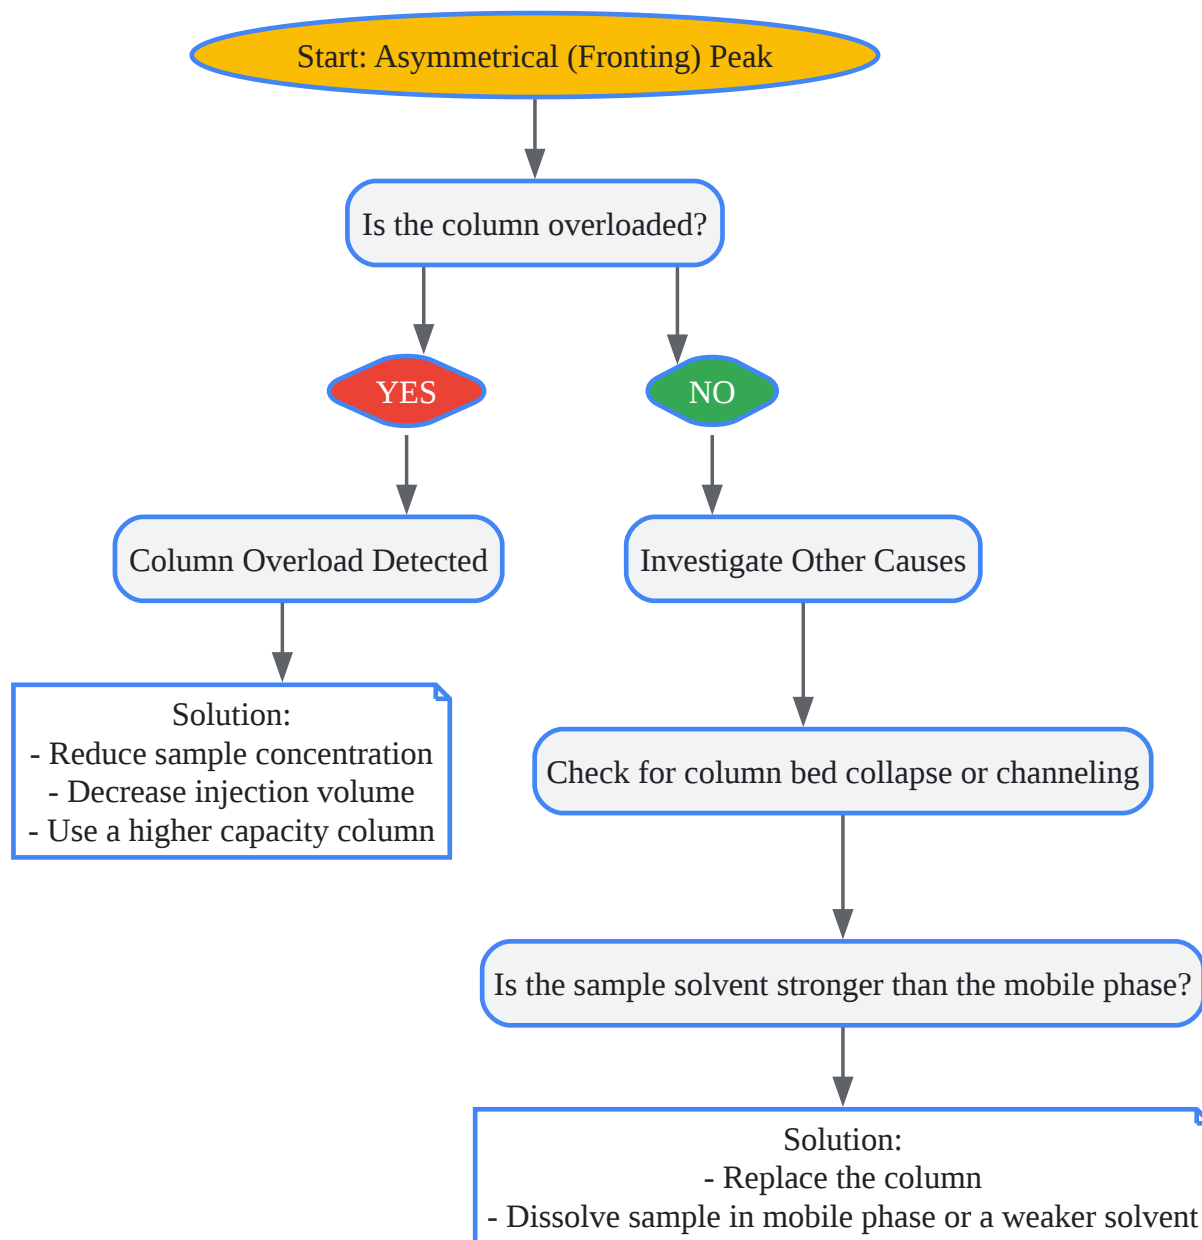 Start: Asymmetrical (Fronting) Peak
Is the column overloaded?
YES
NO
Column Overload Detected
Investigate Other Causes
Solution:
- Reduce sample concentration
- Decrease injection volume
- Use a higher capacity column
Check for column bed collapse or channeling
Is the sample solvent stronger than the mobile phase?
Solution:
- Replace the column
- Dissolve sample in mobile phase or a weaker solvent